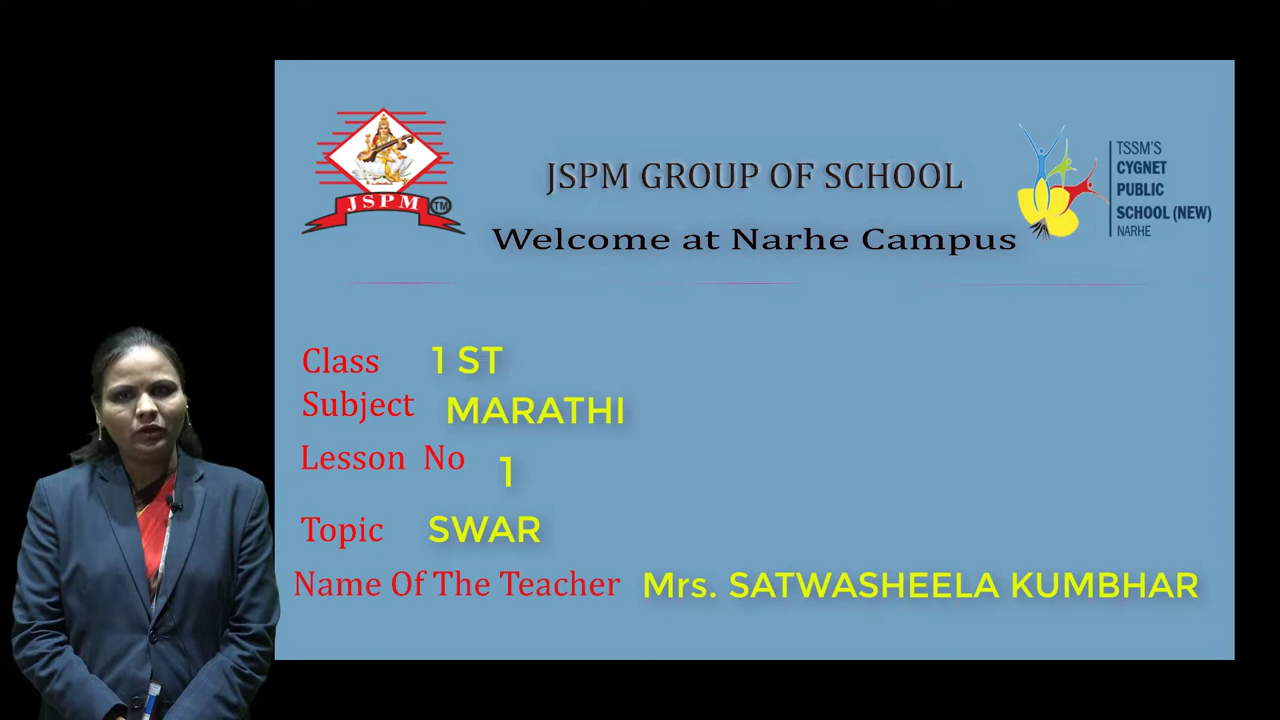 JSPM
TM
JSPM GROUP OF SCHOOL
Welcome at Narhe Campus
TSSM'S
CYGNET
PUBLIC
SCHOOL (NEW)
NARHE
Class 1 ST
Subject MARATHI
Lesson No 1
Topic SWAR
Name Of The Teacher Mrs. SATWASHEELA KUMBHAR